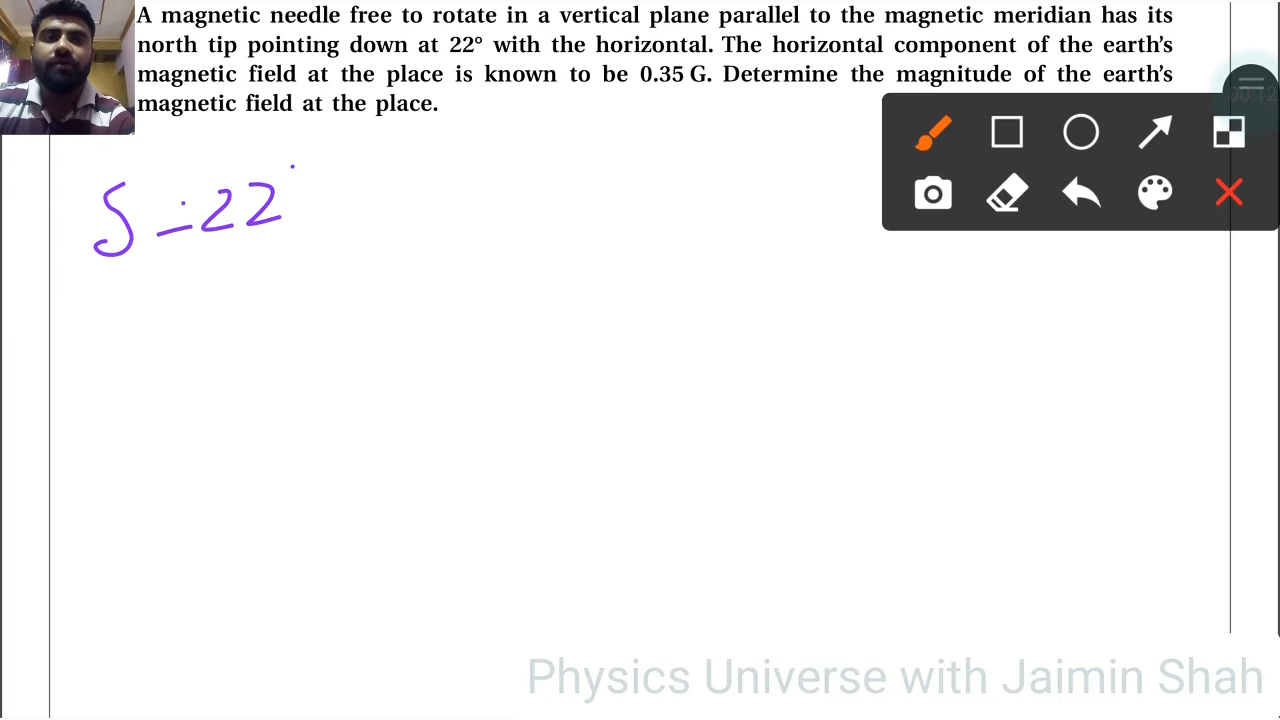 A magnetic needle free to rotate in a vertical plane parallel to the magnetic meridian has its
north tip pointing down at 22° with the horizontal. The horizontal component of the earth's
magnetic field at the place is known to be 0.35 G. Determine the magnitude of the earth's
magnetic field at the place.
00:12
δ = 22°
Physics Universe with Jaimin Shah